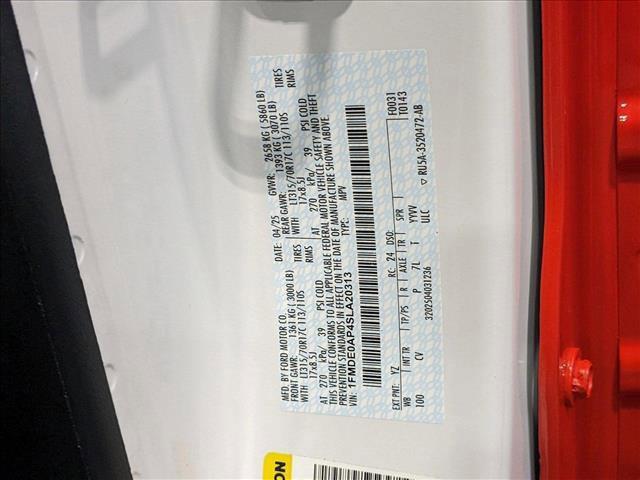 MFD. BY FORD MOTOR CO.
DATE: 04/25 GVWR: 2658 KG ( 5860 LB)
FRONT GAWR: 1361 KG (3000 LB) REAR GAWR: 1393 KG ( 3070 LB)
WITH LT315/70R17C 113/110S TIRES WITH LT315/70R17C 113/110S TIRES
17x8.5J RIMS 17x8.5J RIMS
AT 270 kPa/ 39 PSI COLD AT 270 kPa/ 39 PSI COLD
THIS VEHICLE CONFORMS TO ALL APPLICABLE FEDERAL MOTOR VEHICLE SAFETY AND THEFT
PREVENTION STANDARDS IN EFFECT ON THE DATE OF MANUFACTURE SHOWN ABOVE.
VIN: 1FMDE0AP4SLA20313 TYPE: MPV
F0031
T0143
EXT PNT: YZ RC: 24 DSO:
WB INT TR TP/PS R AXLE TR SPR
100 CV P 7L T YYVV
ULC
3202504031236 ▽ RU5A-3520472-AB
ON